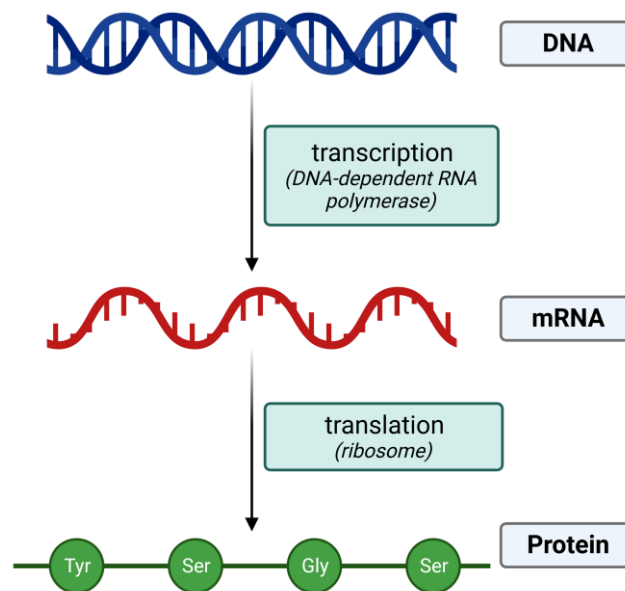 DNA
transcription
(DNA-dependent RNA
polymerase)
mRNA
translation
(ribosome)
Protein
Tyr Ser Gly Ser